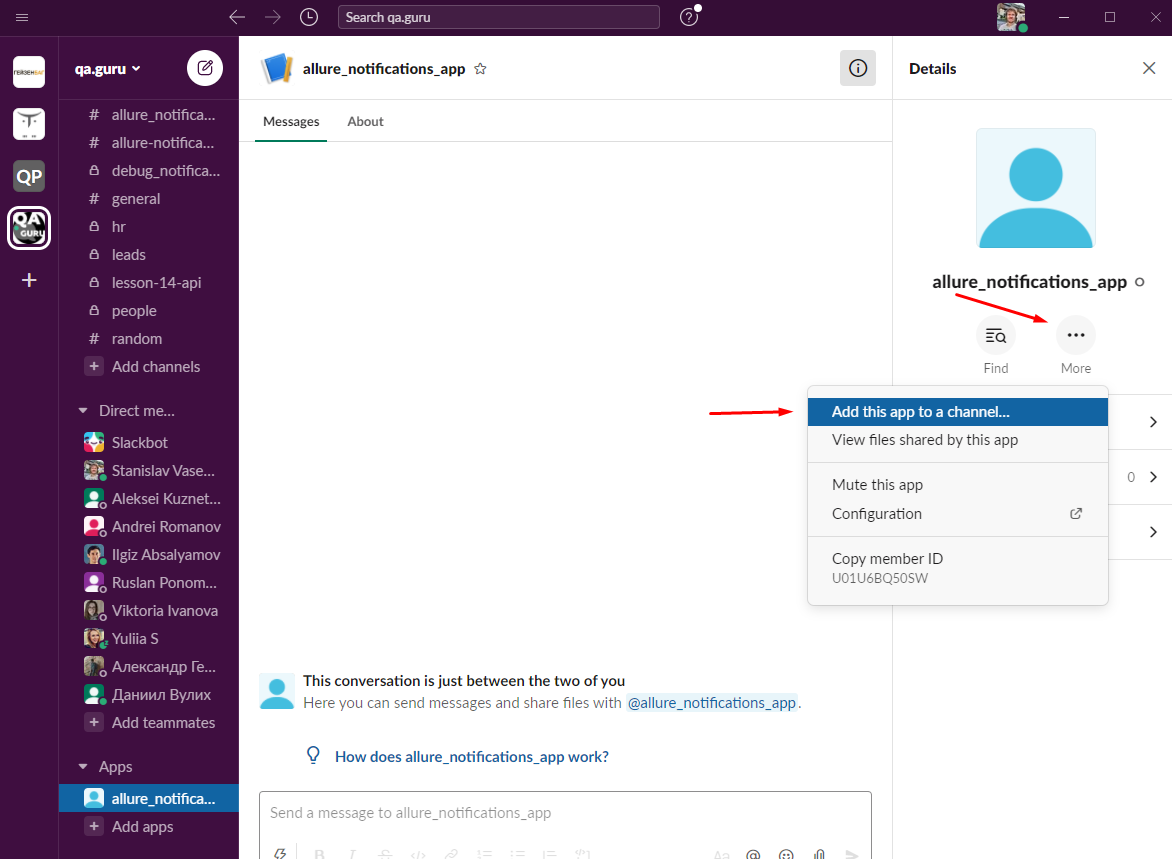 Search qa.guru
ГЕЙЗЕНБАГ
QP
QA
GURU
qa.guru
# allure_notifica...
# allure-notifica...
debug_notifica...
# general
hr
leads
lesson-14-api
people
# random
+ Add channels
Direct me...
Slackbot
Stanislav Vase...
Aleksei Kuznet...
Andrei Romanov
Ilgiz Absalyamov
Ruslan Ponom...
Viktoria Ivanova
Yuliia S
Александр Ге...
Даниил Вулих
+ Add teammates
Apps
allure_notifica...
+ Add apps
allure_notifications_app
Messages
About
This conversation is just between the two of you
Here you can send messages and share files with @allure_notifications_app.
How does allure_notifications_app work?
Send a message to allure_notifications_app
Details
allure_notifications_app
Find
More
Add this app to a channel...
View files shared by this app
Mute this app
Configuration
Copy member ID
U01U6BQ50SW
0